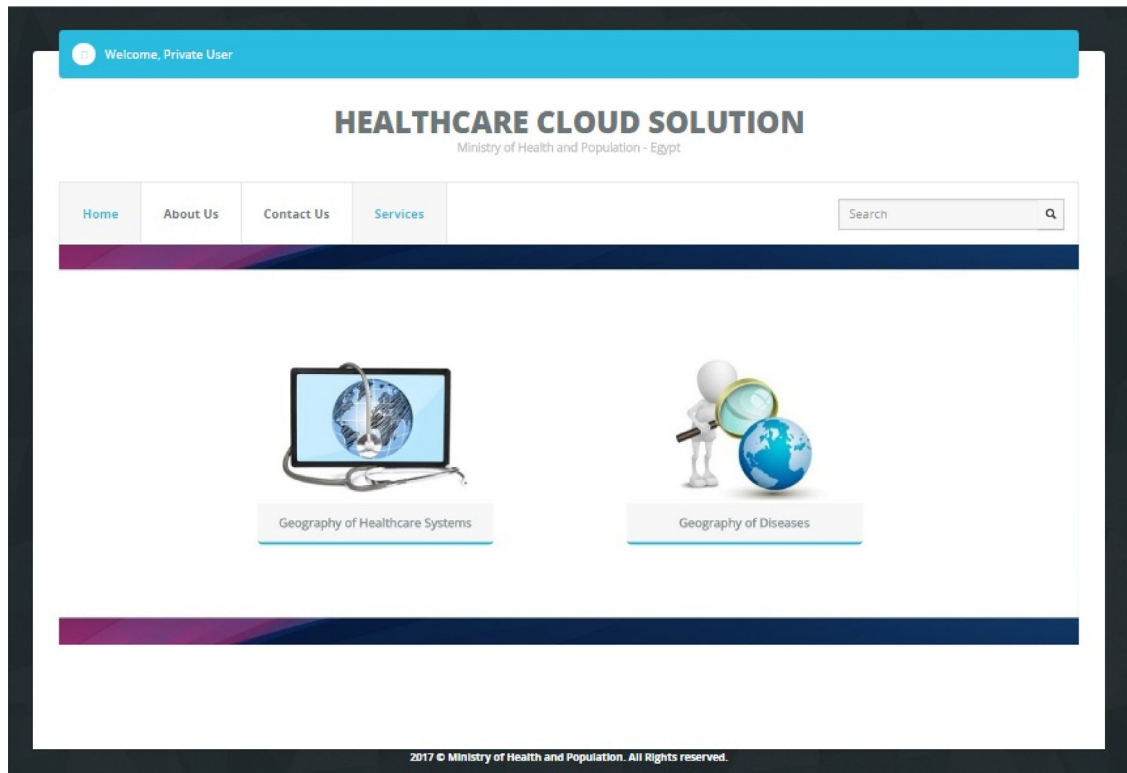 Welcome, Private User
HEALTHCARE CLOUD SOLUTION
Ministry of Health and Population - Egypt
Home About Us Contact Us Services Search
Geography of Healthcare Systems Geography of Diseases
2017 © Ministry of Health and Population. All Rights reserved.